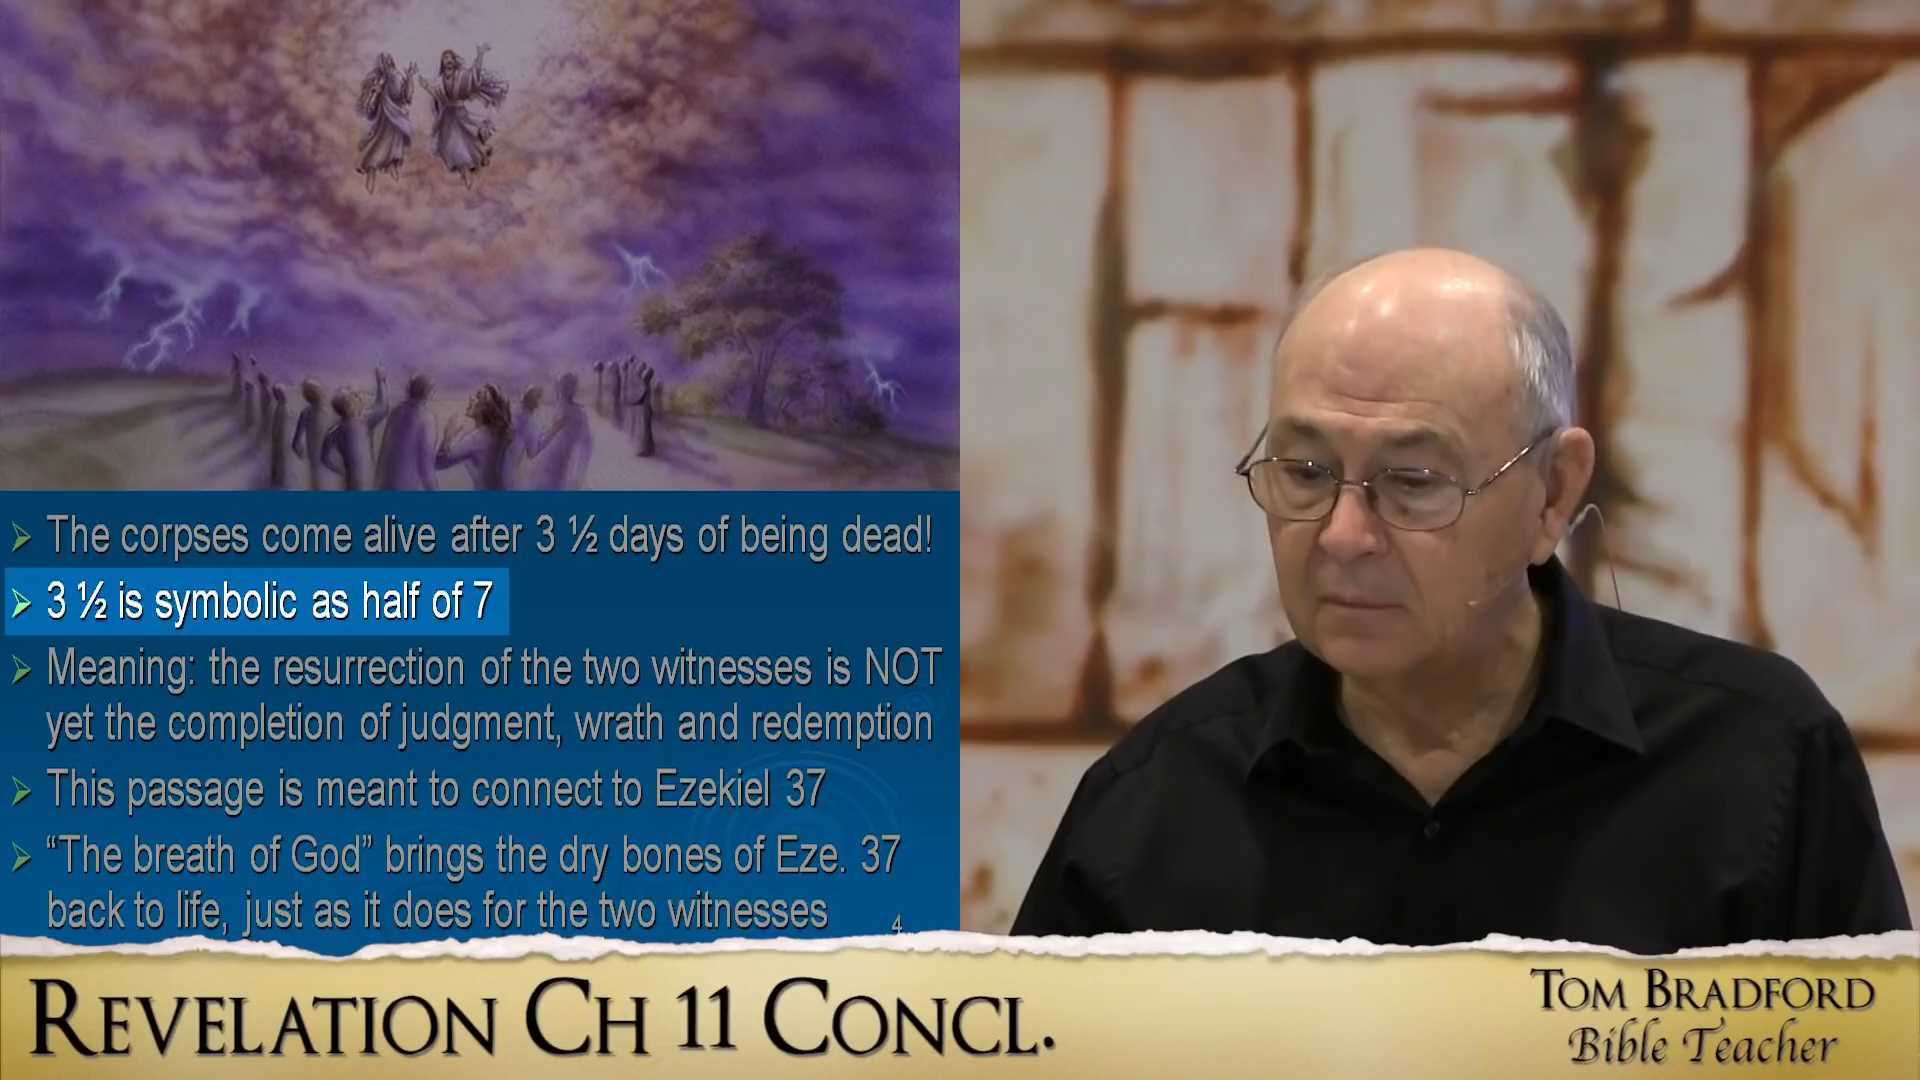 The corpses come alive after 3 ½ days of being dead!
3 ½ is symbolic as half of 7
Meaning: the resurrection of the two witnesses is NOT
yet the completion of judgment, wrath and redemption
This passage is meant to connect to Ezekiel 37
“The breath of God” brings the dry bones of Eze. 37
back to life, just as it does for the two witnesses
4
REVELATION CH 11 CONCL.
TOM BRADFORD
Bible Teacher